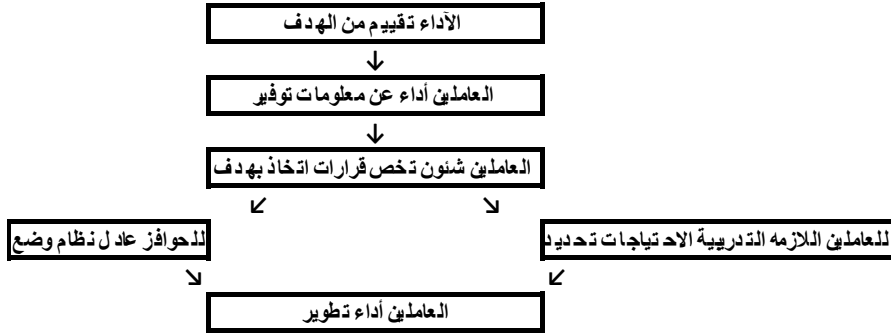 الآداء تقييم من الهدف
العاملين أداء عن معلومات توفير
العاملين شئون تخص قرارات اتخاذ بهدف
للعاملين اللازمه التدريبية الاحتياجات تحديد
للحوافز عادل نظام وضع
العاملين أداء تطوير